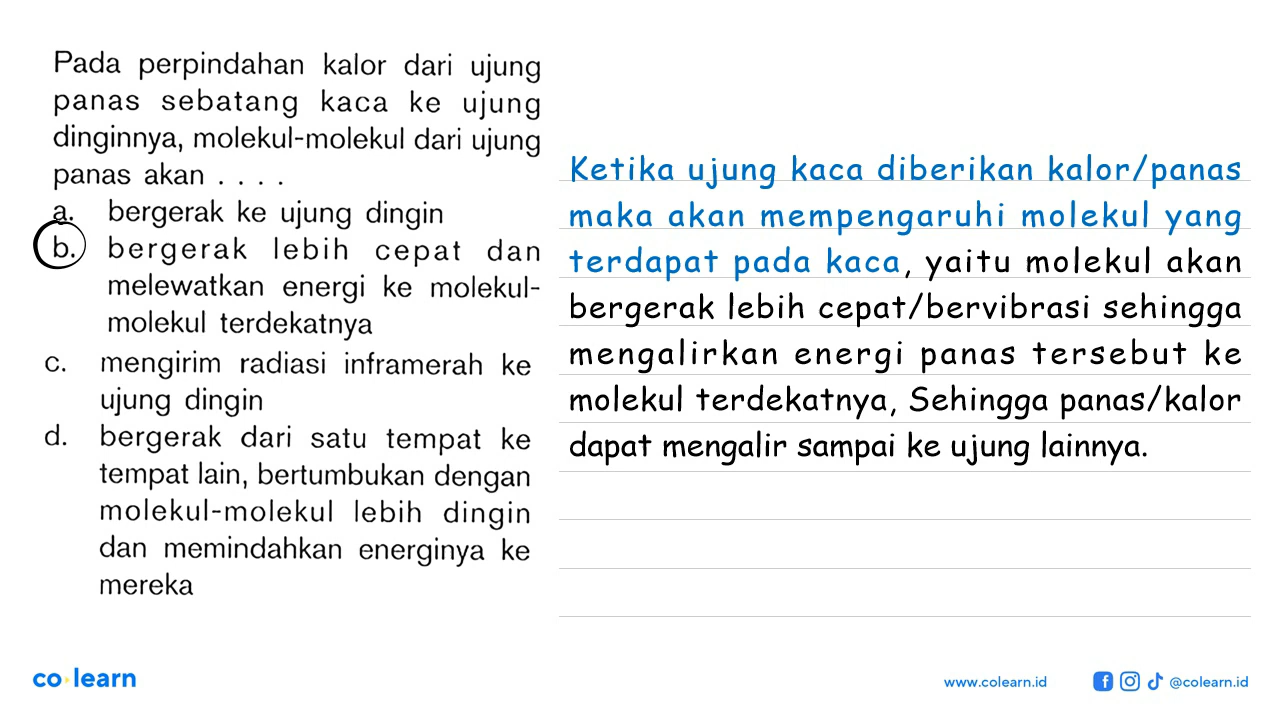 Pada perpindahan kalor dari ujung
panas sebatang kaca ke ujung
dinginnya, molekul-molekul dari ujung
panas akan . . . .
a. bergerak ke ujung dingin
b. bergerak lebih cepat dan
melewatkan energi ke molekul-
molekul terdekatnya
c. mengirim radiasi inframerah ke
ujung dingin
d. bergerak dari satu tempat ke
tempat lain, bertumbukan dengan
molekul-molekul lebih dingin
dan memindahkan energinya ke
mereka
Ketika ujung kaca diberikan kalor/panas
maka akan mempengaruhi molekul yang
terdapat pada kaca, yaitu molekul akan
bergerak lebih cepat/bervibrasi sehingga
mengalirkan energi panas tersebut ke
molekul terdekatnya, Sehingga panas/kalor
dapat mengalir sampai ke ujung lainnya.
co learn
www.colearn.id
@colearn.id